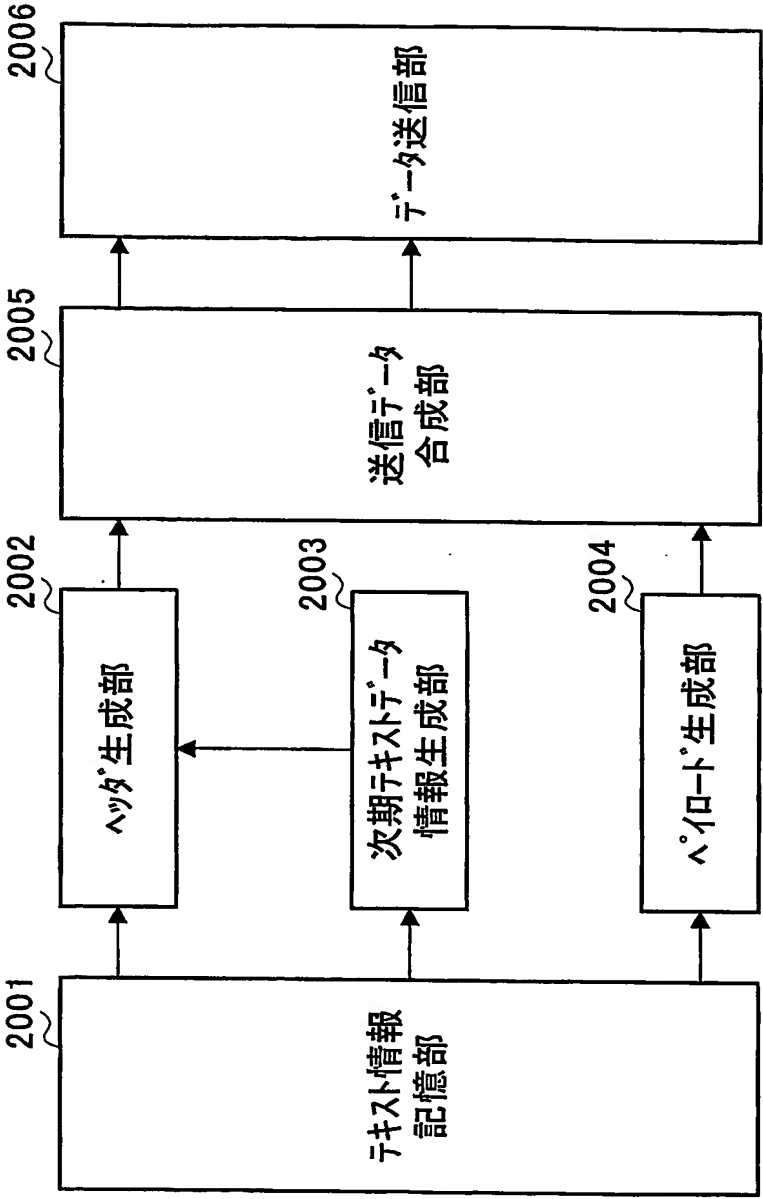 2001
テキスト情報
記憶部
2002
ヘッダ生成部
2003
次期テキストデータ
情報生成部
2004
ペイロード生成部
2005
送信データ
合成部
2006
データ送信部